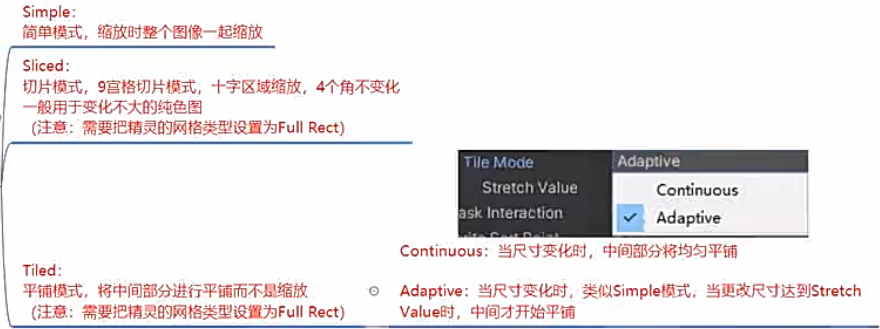 Simple:
简单模式，缩放时整个图像一起缩放
Sliced:
切片模式，9宫格切片模式，十字区域缩放，4个角不变化
一般用于变化不大的纯色图
（注意：需要把精灵的网格类型设置为Full Rect）
Tile Mode
Adaptive
Stretch Value
Continuous
ask Interaction
Adaptive
Sort Point
Continuous：当尺寸变化时，中间部分将均匀平铺
Tiled:
平铺模式，将中间部分进行平铺而不是缩放
（注意：需要把精灵的网格类型设置为Full Rect）
Adaptive：当尺寸变化时，类似Simple模式，当更改尺寸达到Stretch
Value时，中间才开始平铺